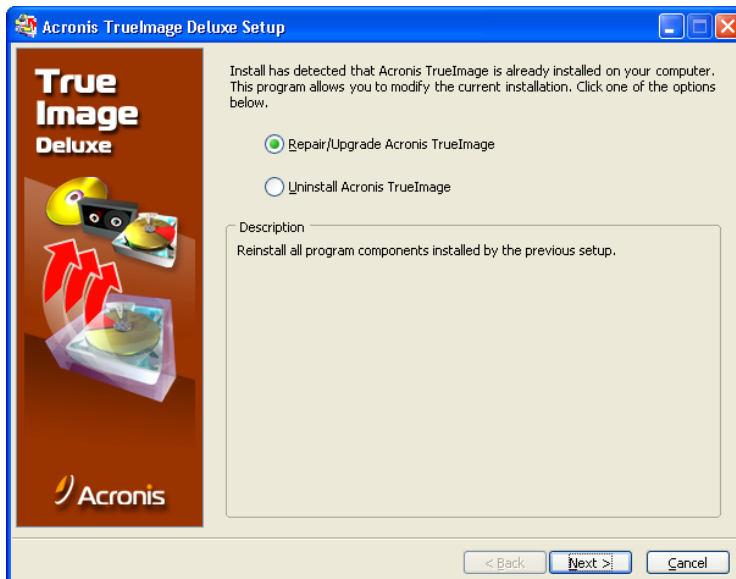 Acronis TrueImage Deluxe Setup
True
Image
Deluxe
Acronis
Install has detected that Acronis TrueImage is already installed on your computer.
This program allows you to modify the current installation. Click one of the options
below.
Repair/Upgrade Acronis TrueImage
Uninstall Acronis TrueImage
Description
Reinstall all program components installed by the previous setup.
< Back
Next >
Cancel